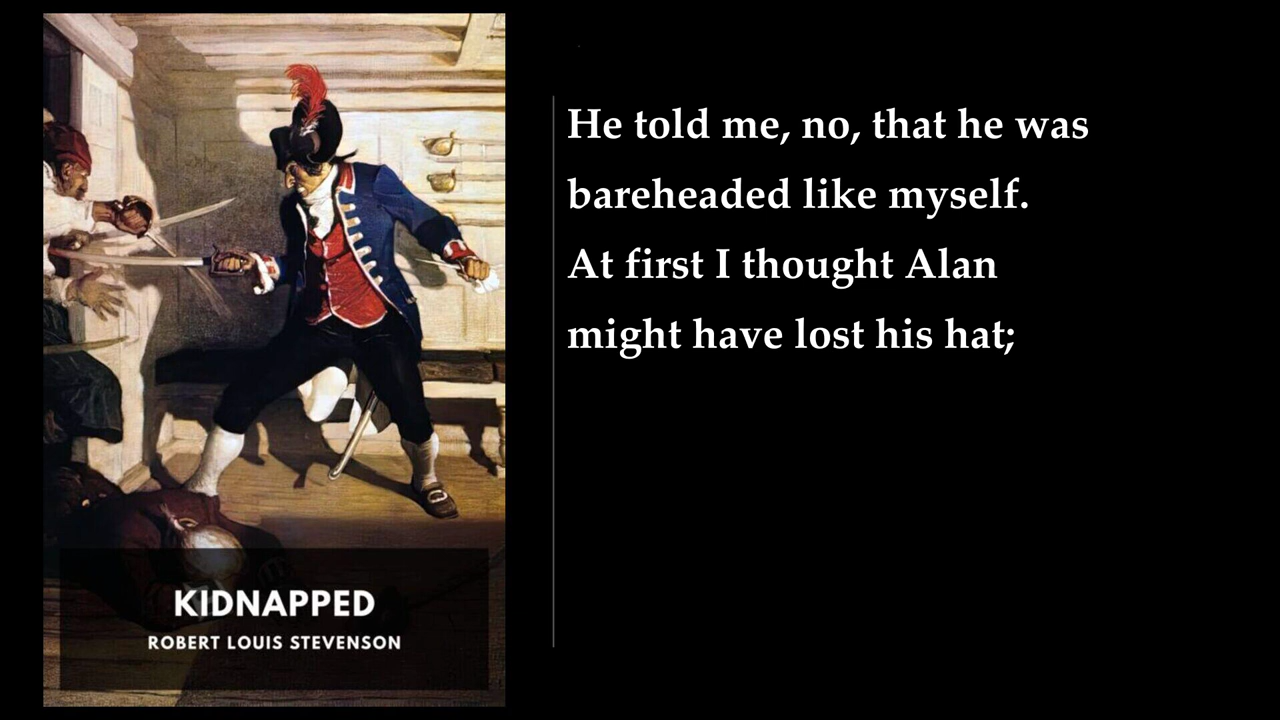 He told me, no, that he was
bareheaded like myself.
At first I thought Alan
might have lost his hat;
KIDNAPPED
ROBERT LOUIS STEVENSON